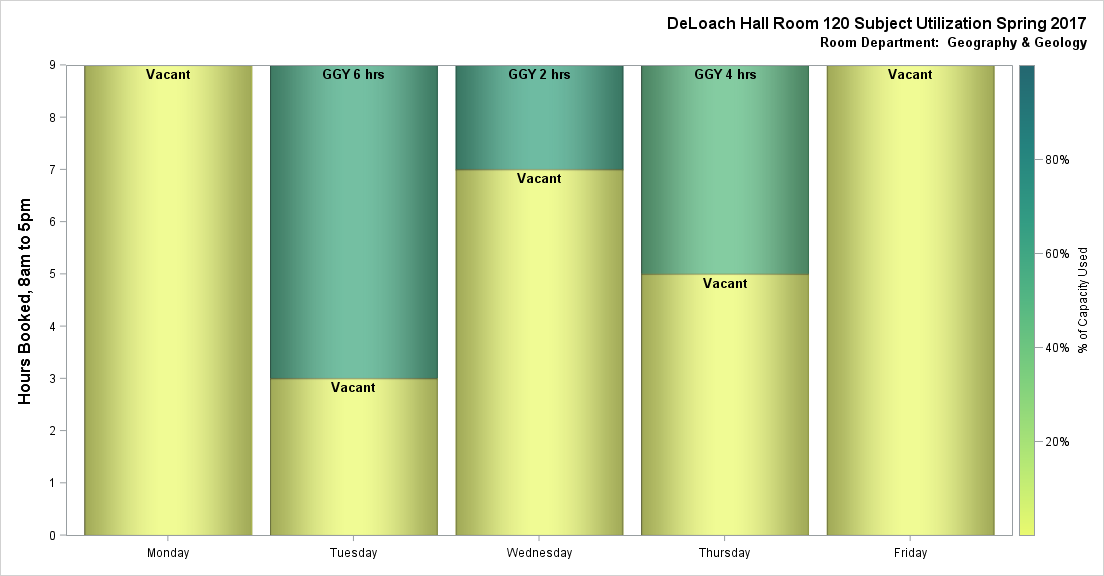 DeLoach Hall Room 120 Subject Utilization Spring 2017
Room Department:  Geography & Geology
Hours Booked, 8am to 5pm
9
8
7
6
5
4
3
2
1
0
Vacant
GGY 6 hrs
Vacant
GGY 2 hrs
Vacant
GGY 4 hrs
Vacant
Vacant
Monday
Tuesday
Wednesday
Thursday
Friday
80%
60%
40%
20%
% of Capacity Used